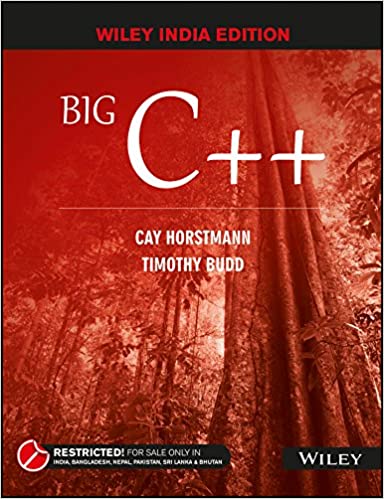 WILEY INDIA EDITION
BIG
C++
CAY HORSTMANN
TIMOTHY BUDD
RESTRICTED! FOR SALE ONLY IN
INDIA, BANGLADESH, NEPAL, PAKISTAN, SRI LANKA & BHUTAN
WILEY